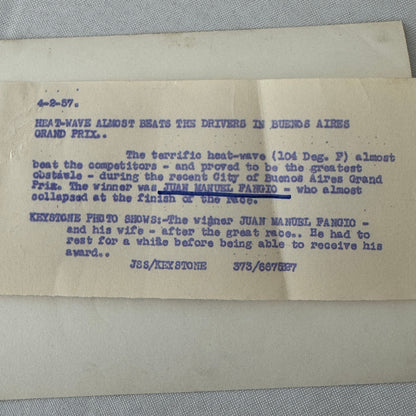 4-2-57.
HEAT-WAVE ALMOST BEATS THE DRIVERS IN BUENOS AIRES
GRAND PRIX..
The terrific heat-wave (104 Deg. F) almost
beat the competitors - and proved to be the greatest
obstable - during the recent City of Buenos Aires Grand
Prix. The winner was JUAN MANUEL FANGIO - who almost
collapsed at the finish of the Race.
KEYSTONE PHOTO SHOWS:-The winner JUAN MANUEL FANGIO -
and his wife - after the great race.. He had to
rest for a while before being able to receive his
award..
JSS/KEYSTONE 373/667527